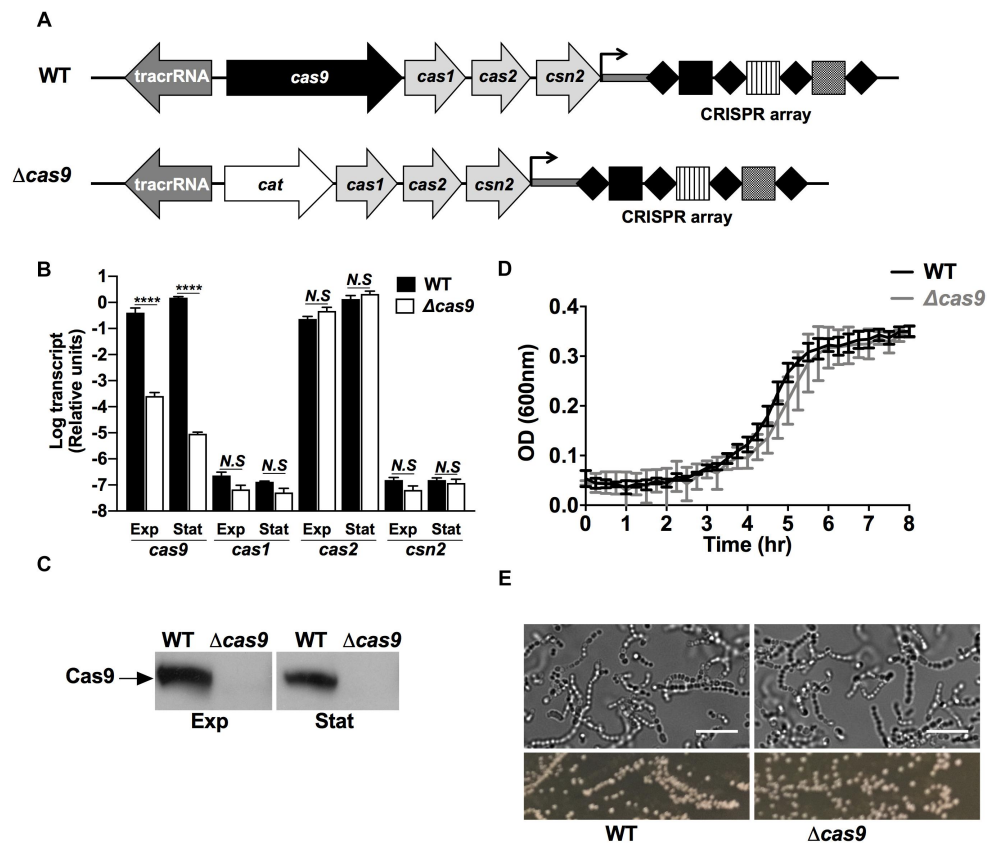 A
WT
tracrRNA cas9 cas1 cas2 csn2
CRISPR array
Δcas9
tracrRNA cat cas1 cas2 csn2
CRISPR array
B
Log transcript
(Relative units)
1
0
-1
-2
-3
-4
-5
-6
-7
-8
**** **** N.S N.S N.S N.S N.S N.S
WT
Δcas9
Exp Stat Exp Stat Exp Stat Exp Stat
cas9 cas1 cas2 csn2
C
WT Δcas9 WT Δcas9
Cas9
Exp Stat
D
WT
Δcas9
OD (600nm)
0.4
0.3
0.2
0.1
0.0
0 1 2 3 4 5 6 7 8
Time (hr)
E
WT Δcas9